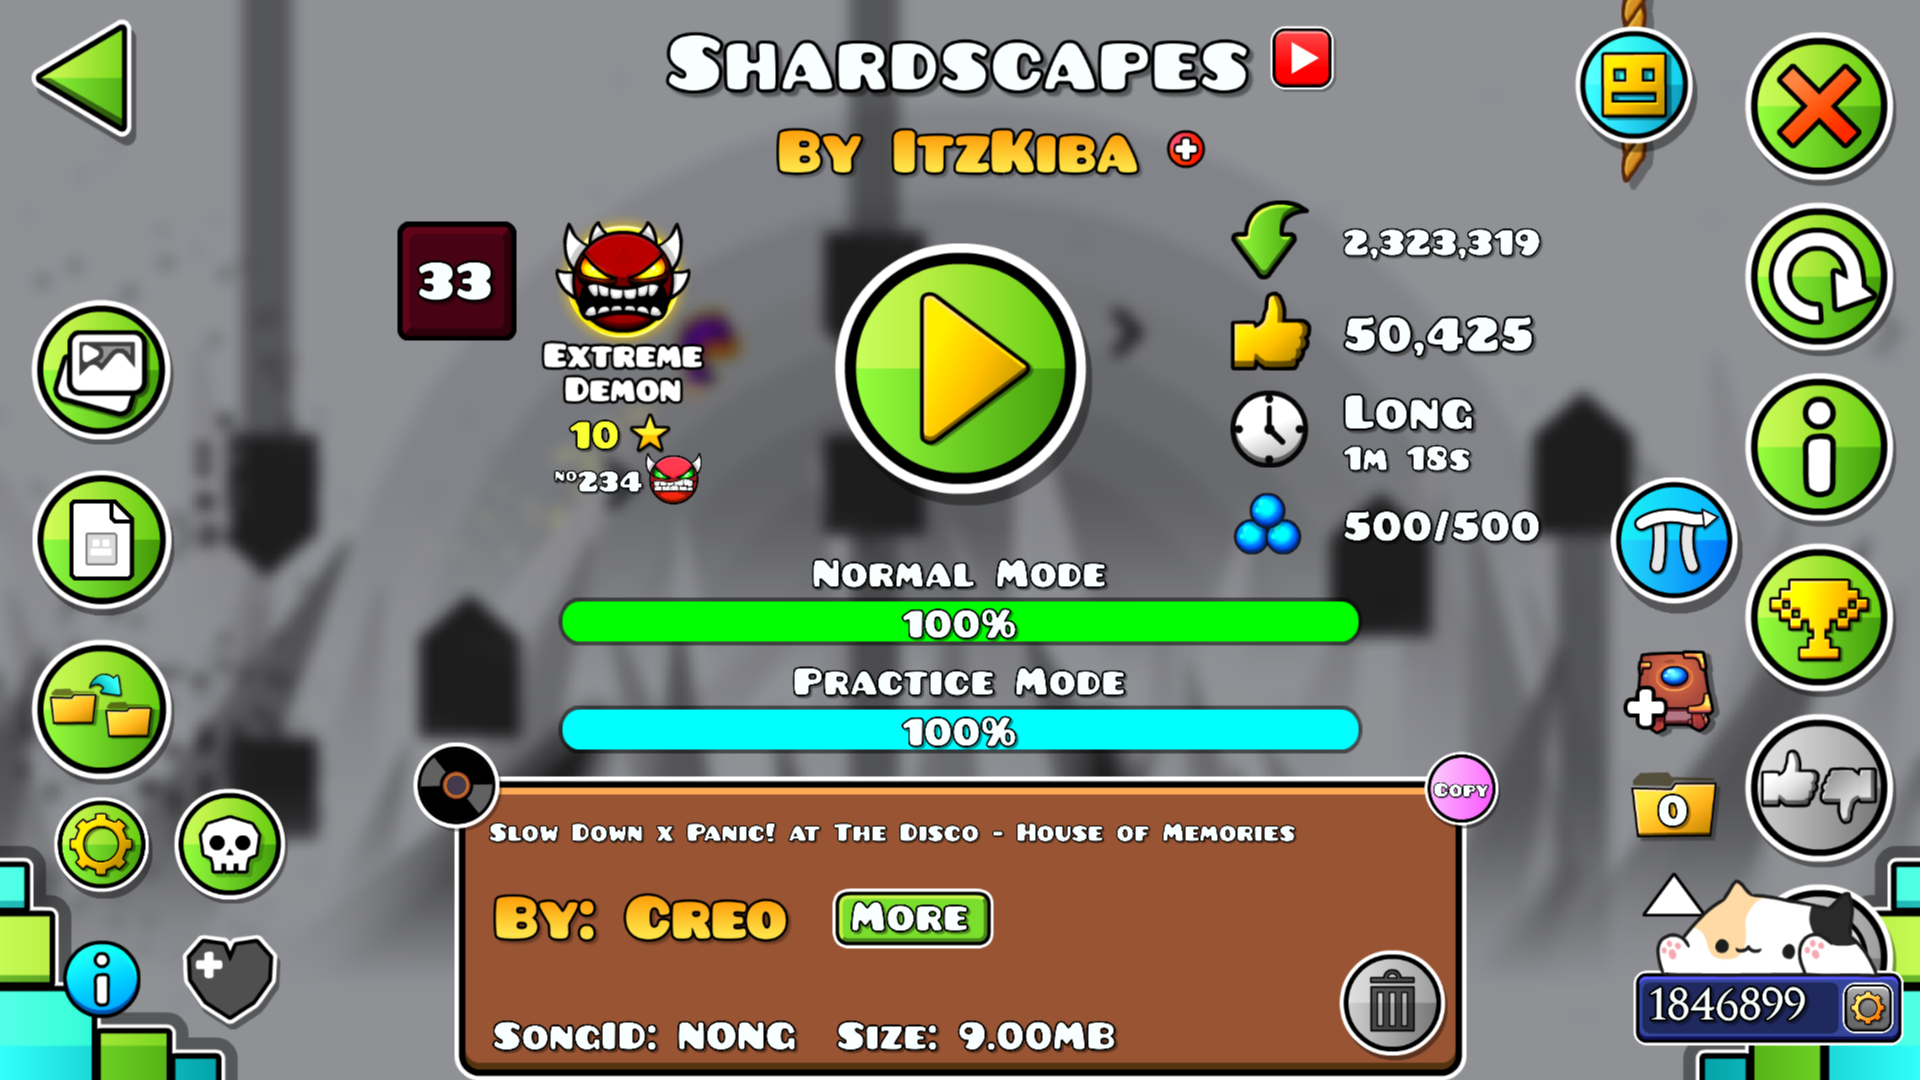 Shardscapes
By ItzKiba
33
Extreme
Demon
10
Nº234
2,323,319
50,425
Long
1m 18s
500/500
Normal Mode
100%
Practice Mode
100%
Copy
Slow Down x Panic! at The Disco - House of Memories
By: Creo
More
SongID: NONG Size: 9.00MB
0
1846899